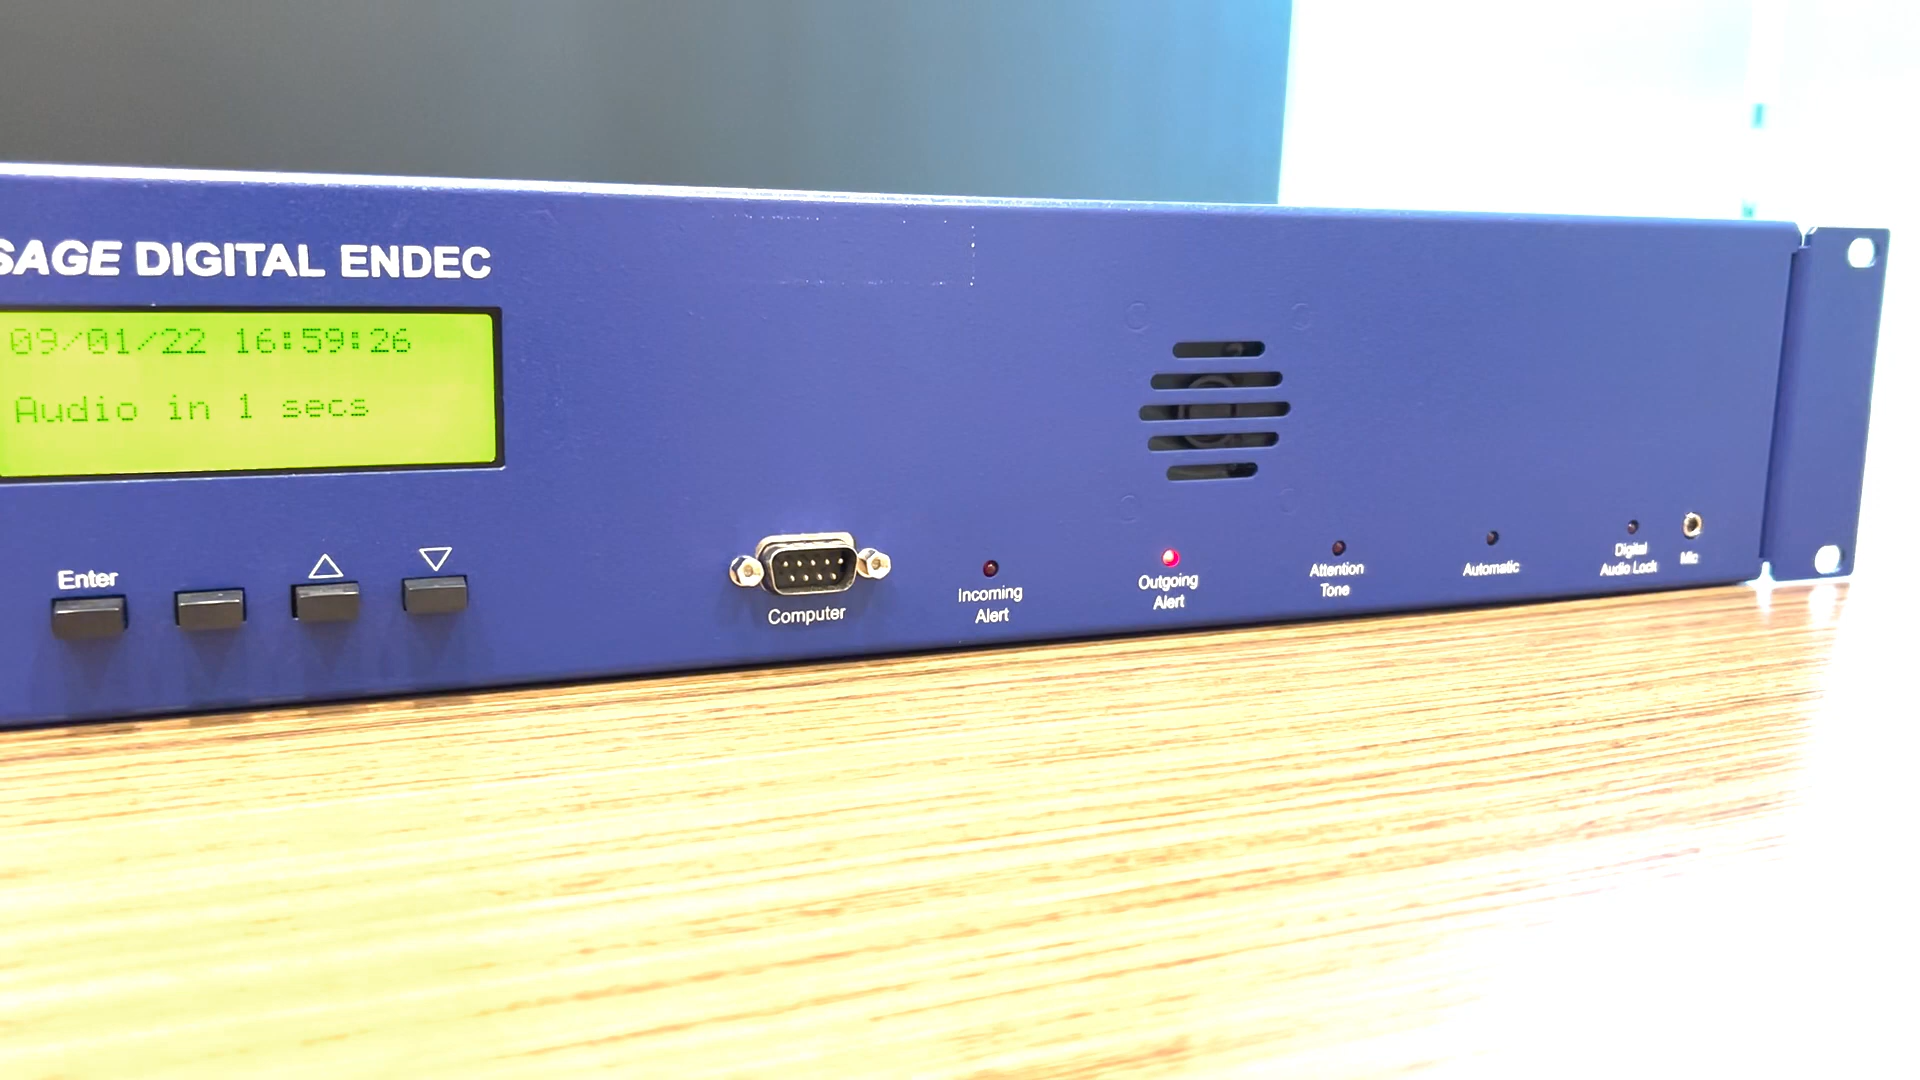 SAGE DIGITAL ENDEC
09/01/22 16:59:26
Audio in 1 secs
Enter
Computer
Incoming
Alert
Outgoing
Alert
Attention
Tone
Automatic
Digital
Audio Lock
Mic